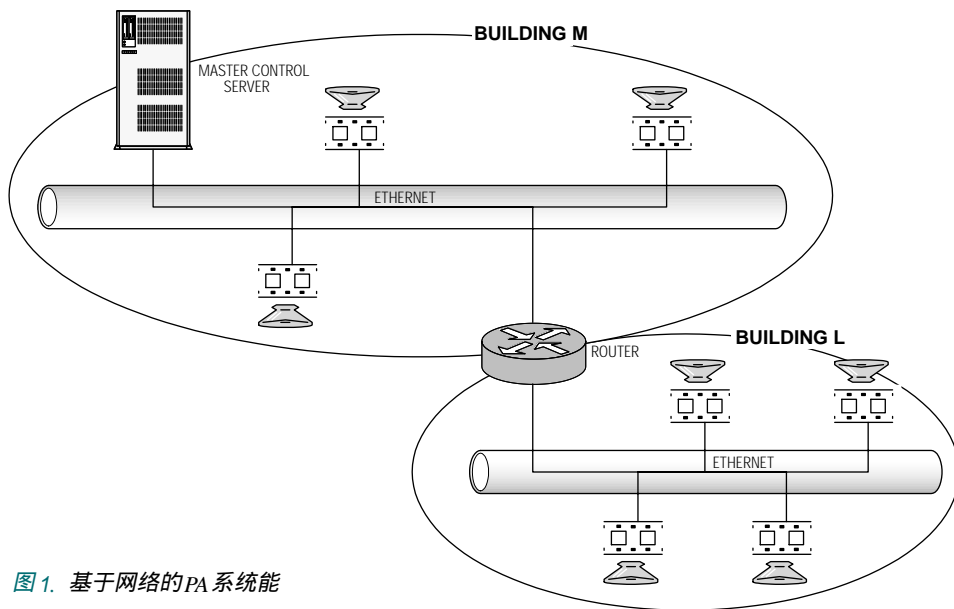 BUILDING M
MASTER CONTROL
SERVER
ETHERNET
ROUTER
BUILDING L
ETHERNET
图1. 基于网络的PA系统能